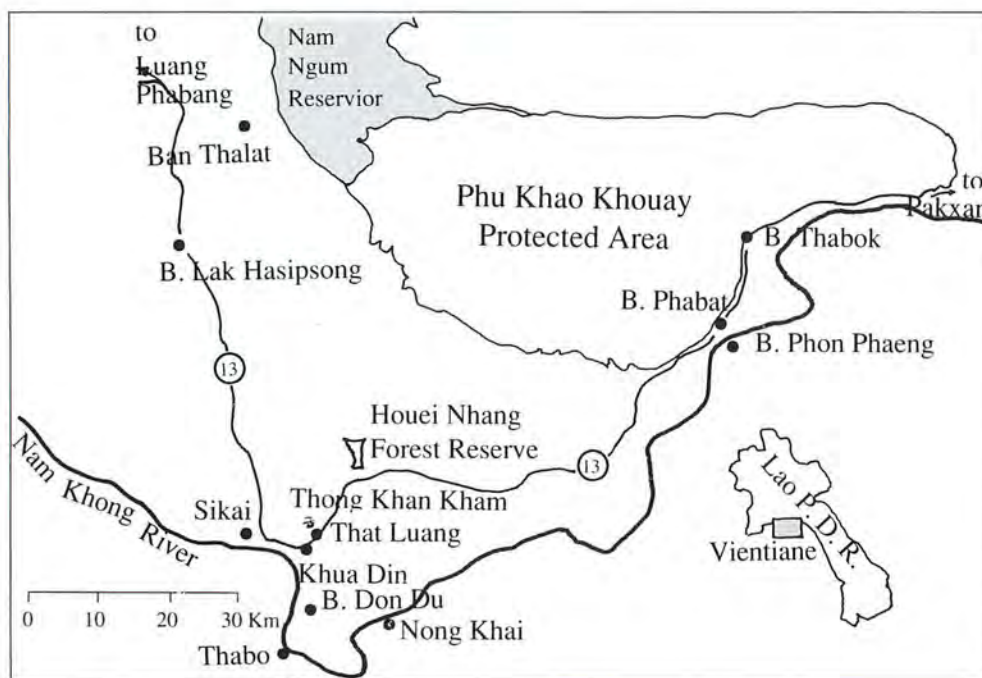 to
Luang
Phabang
Nam
Ngum
Reservior
Ban Thalat
Phu Khao Khouay
Protected Area
to
Pakxan
B. Thabok
B. Lak Hasipsong
B. Phabat
B. Phon Phaeng
13
Houei Nhang
Forest Reserve
13
Nam Khong River
Lao P. D. R.
Vientiane
Thong Khan Kham
Sikai
That Luang
Khua Din
B. Don Du
0 10 20 30 Km
Nong Khai
Thabo